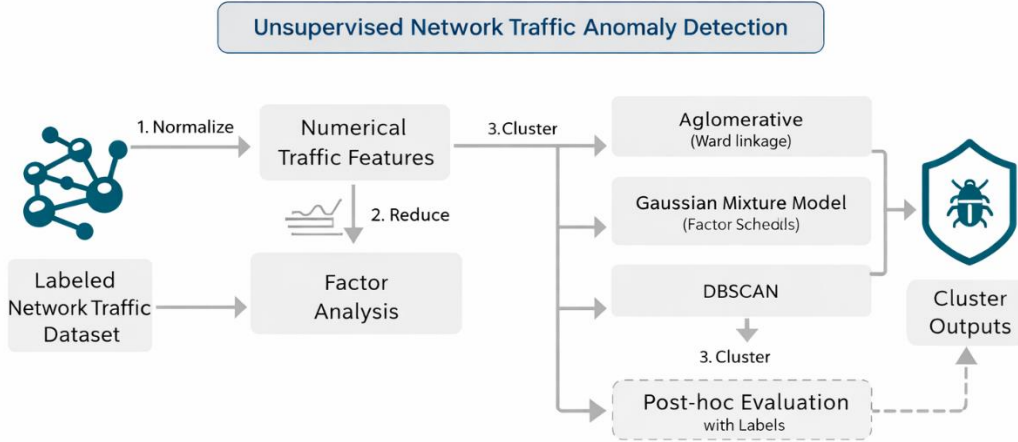 Unsupervised Network Traffic Anomaly Detection
1. Normalize
Numerical
Traffic Features
3.Cluster
Aglomerative
(Ward linkage)
2. Reduce
Gaussian Mixture Model
(Factor
Labeled
Network Traffic
Dataset
Factor
Analysis
DBSCAN
3. Cluster
Cluster
Outputs
Post-hoc Evaluation
with Labels